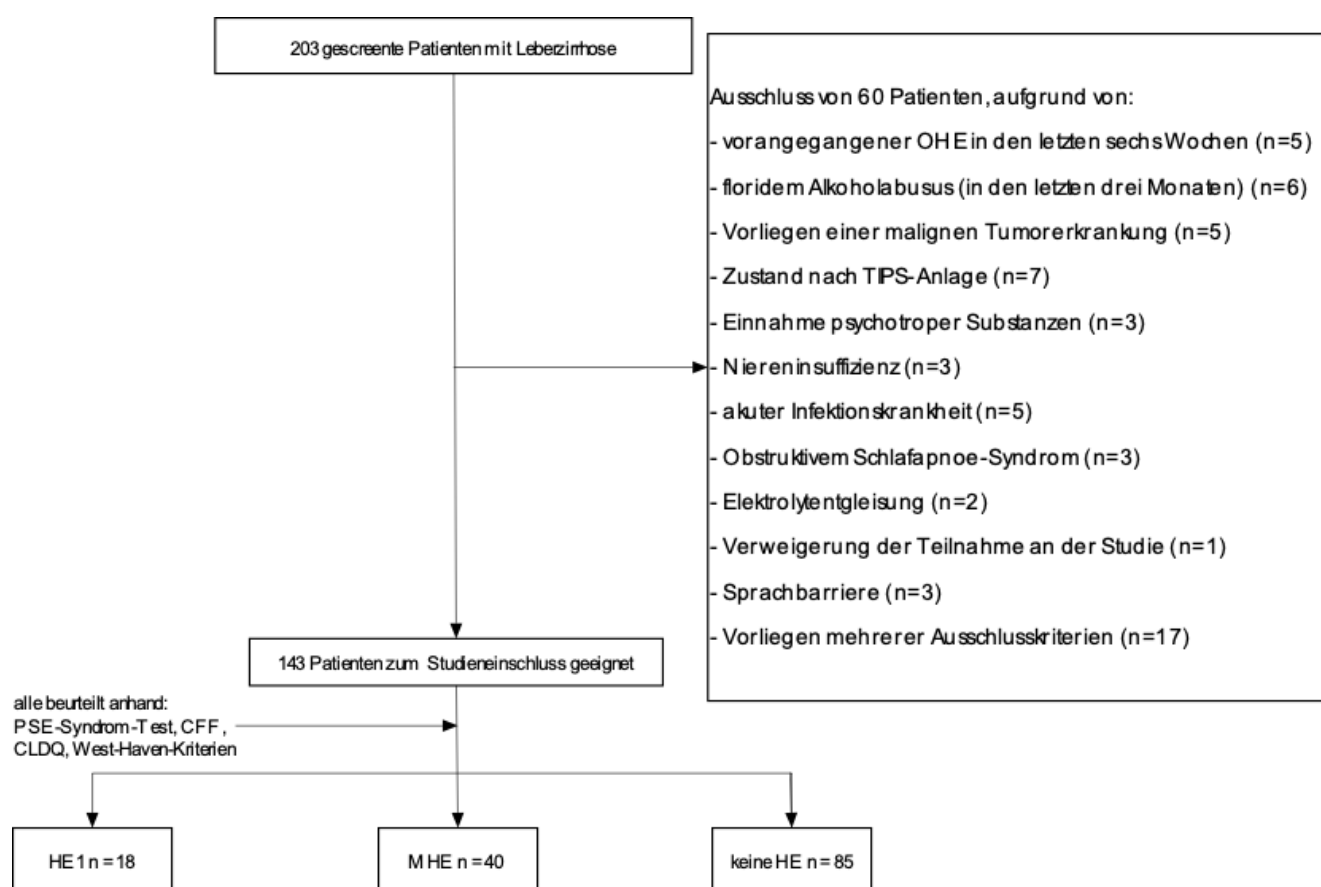 203 gescreente Patienten mit Leberzirrhose
Ausschluss von 60 Patienten, aufgrund von:
- vorangegangener OHE in den letzten sechs Wochen (n=5)
- floridem Alkoholabusus (in den letzten drei Monaten) (n=6)
- Vorliegen einer malignen Tumorerkrankung (n=5)
- Zustand nach TIPS-Anlage (n=7)
- Einnahme psychotroper Substanzen (n=3)
- Niereninsuffizienz (n=3)
- akuter Infektionskrankheit (n=5)
- Obstruktivem Schlafapnoe-Syndrom (n=3)
- Elektrolytentgleisung (n=2)
- Verweigerung der Teilnahme an der Studie (n=1)
- Sprachbarriere (n=3)
- Vorliegen mehrerer Ausschlusskriterien (n=17)
143 Patienten zum Studieneinschluss geeignet
alle beurteilt anhand:
PSE-Syndrom-Test, CFF,
CLDQ, West-Haven-Kriterien
HE 1 n = 18
MHE n = 40
keine HE n = 85